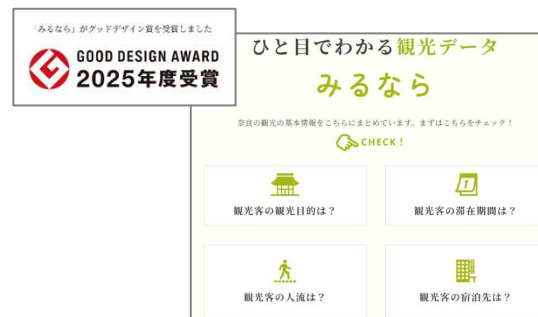 「みるなら」がグッドデザイン賞を受賞しました
GOOD DESIGN AWARD
2025年度受賞
ひと目でわかる観光データ
みるなら
奈良の観光の基本情報をこちらにまとめています。まずはこちらをチェック！
CHECK！
1
観光客の観光目的は？
観光客の滞在期間は？
観光客の人流は？
観光客の宿泊先は？